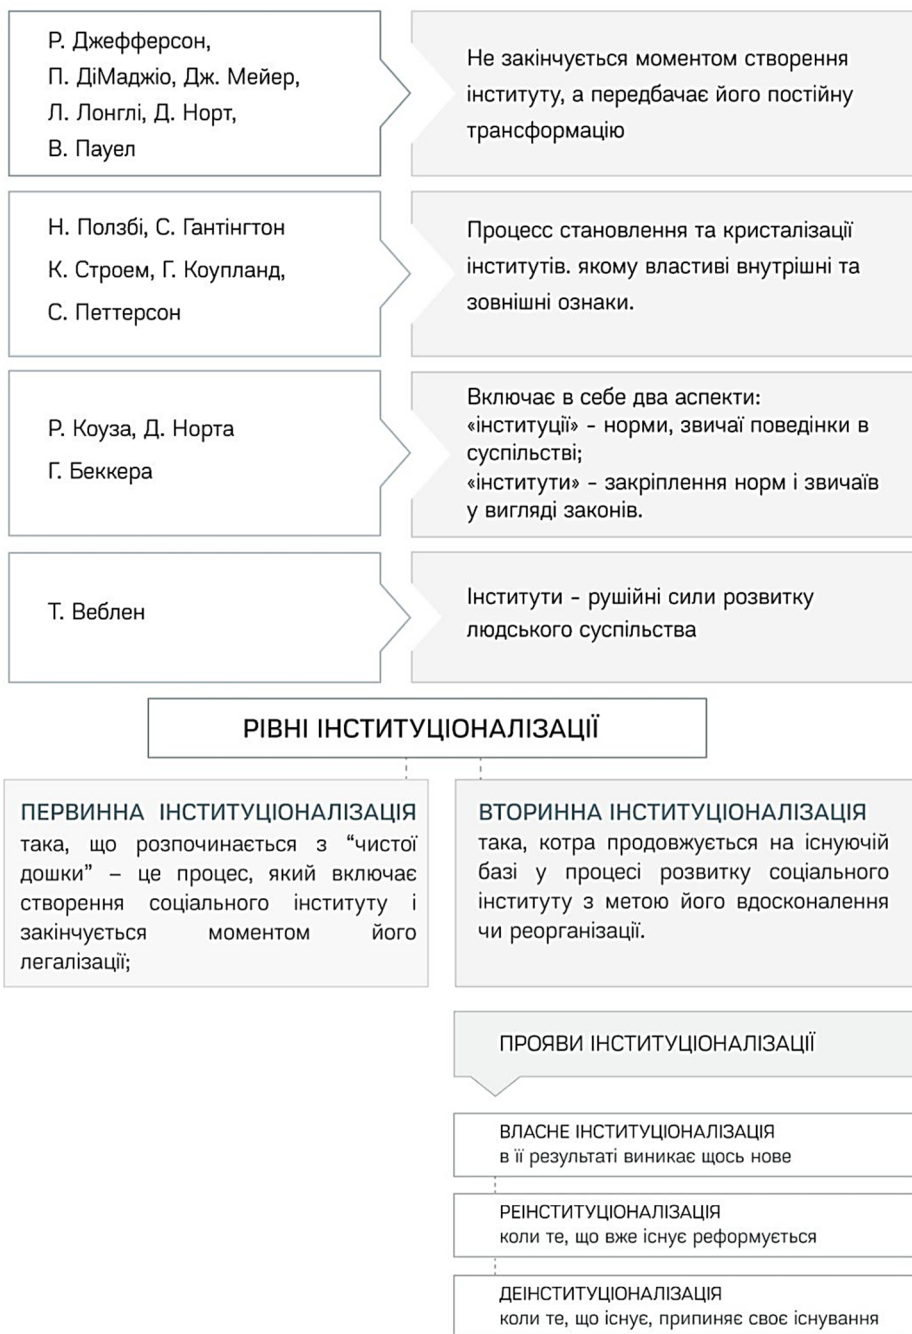 Р. Джефферсон,
П. ДіМаджіо, Дж. Мейер,
Л. Лонглі, Д. Норт,
В. Пауел
Не закінчується моментом створення
інституту, а передбачає його постійну
трансформацію
Н. Ползбі, С. Гантінгтон
К. Строем, Г. Коупланд,
С. Петтерсон
Процесс становлення та кристалізації
інститутів. якому властиві внутрішні та
зовнішні ознаки.
Р. Коуза, Д. Норта
Г. Беккера
Включає в себе два аспекти:
«інституції» - норми, звичаї поведінки в
суспільстві;
«інститути» - закріплення норм і звичаїв
у вигляді законів.
Т. Веблен
Інститути - рушійні сили розвитку
людського суспільства
РІВНІ ІНСТИТУЦІОНАЛІЗАЦІЇ
ПЕРВИННА ІНСТИТУЦІОНАЛІЗАЦІЯ
така, що розпочинається з “чистої
дошки” – це процес, який включає
створення соціального інституту і
закінчується моментом його
легалізації;
ВТОРИННА ІНСТИТУЦІОНАЛІЗАЦІЯ
така, котра продовжується на існуючій
базі у процесі розвитку соціального
інституту з метою його вдосконалення
чи реорганізації.
ПРОЯВИ ІНСТИТУЦІОНАЛІЗАЦІЇ
ВЛАСНЕ ІНСТИТУЦІОНАЛІЗАЦІЯ
в її результаті виникає щось нове
РЕІНСТИТУЦІОНАЛІЗАЦІЯ
коли те, що вже існує реформується
ДЕІНСТИТУЦІОНАЛІЗАЦІЯ
коли те, що існує, припиняє своє існування